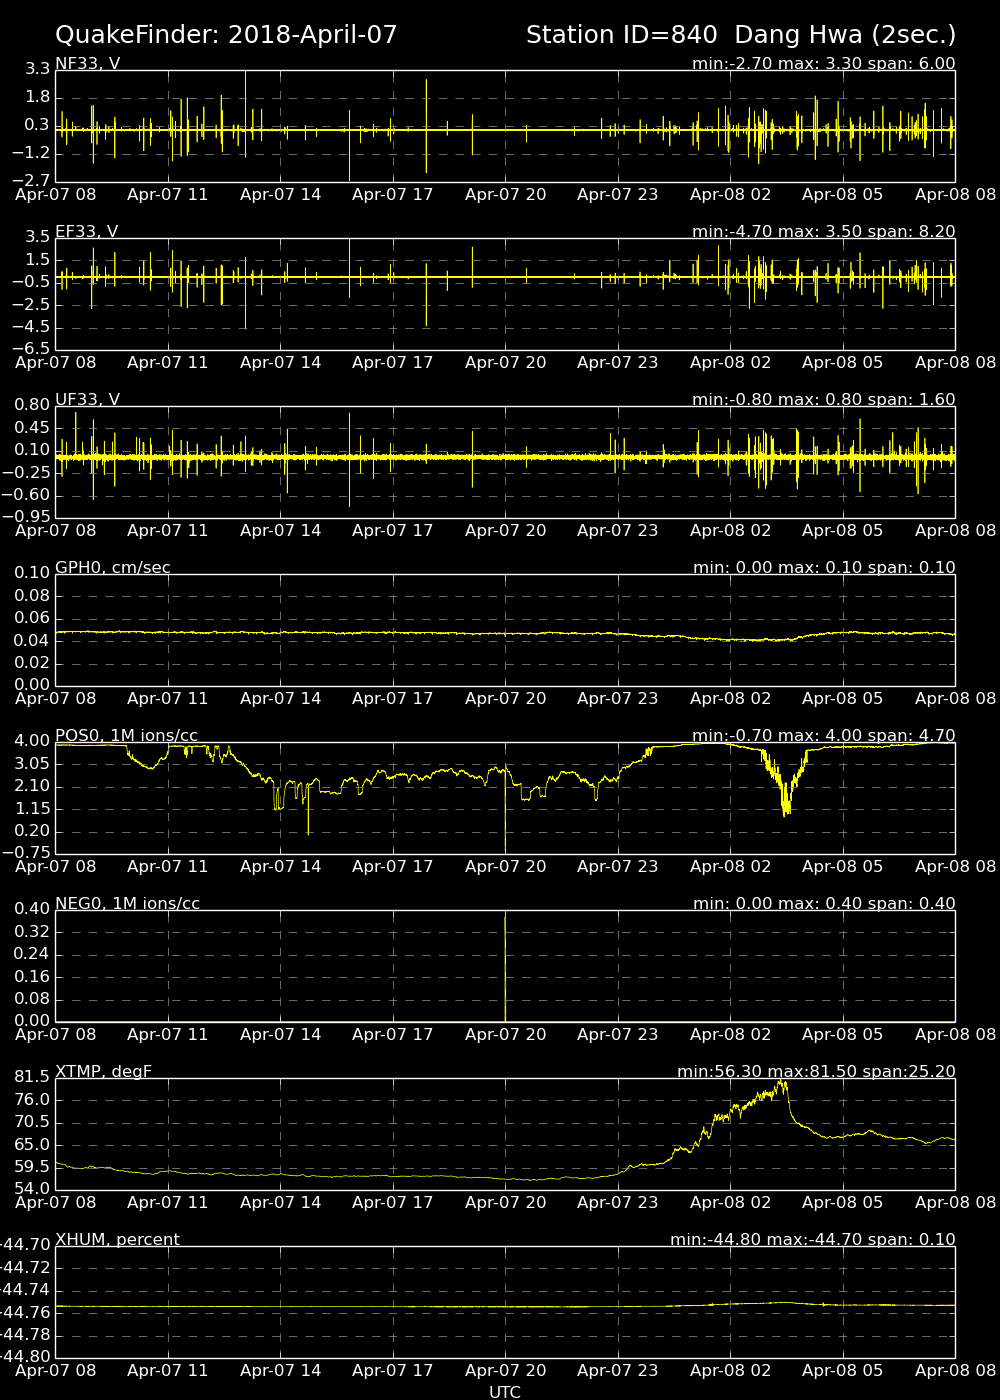 QuakeFinder: 2018-April-07 Station ID=840 Dang Hwa (2sec.)
NF33, V min:-2.70 max: 3.30 span: 6.00
3.3
1.8
0.3
−1.2
−2.7
Apr-07 08 Apr-07 11 Apr-07 14 Apr-07 17 Apr-07 20 Apr-07 23 Apr-08 02 Apr-08 05 Apr-08 08
EF33, V min:-4.70 max: 3.50 span: 8.20
3.5
1.5
−0.5
−2.5
−4.5
−6.5
Apr-07 08 Apr-07 11 Apr-07 14 Apr-07 17 Apr-07 20 Apr-07 23 Apr-08 02 Apr-08 05 Apr-08 08
UF33, V min:-0.80 max: 0.80 span: 1.60
0.80
0.45
0.10
−0.25
−0.60
−0.95
Apr-07 08 Apr-07 11 Apr-07 14 Apr-07 17 Apr-07 20 Apr-07 23 Apr-08 02 Apr-08 05 Apr-08 08
GPH0, cm/sec min: 0.00 max: 0.10 span: 0.10
0.10
0.08
0.06
0.04
0.02
0.00
Apr-07 08 Apr-07 11 Apr-07 14 Apr-07 17 Apr-07 20 Apr-07 23 Apr-08 02 Apr-08 05 Apr-08 08
POS0, 1M ions/cc min:-0.70 max: 4.00 span: 4.70
4.00
3.05
2.10
1.15
0.20
−0.75
Apr-07 08 Apr-07 11 Apr-07 14 Apr-07 17 Apr-07 20 Apr-07 23 Apr-08 02 Apr-08 05 Apr-08 08
NEG0, 1M ions/cc min: 0.00 max: 0.40 span: 0.40
0.40
0.32
0.24
0.16
0.08
0.00
Apr-07 08 Apr-07 11 Apr-07 14 Apr-07 17 Apr-07 20 Apr-07 23 Apr-08 02 Apr-08 05 Apr-08 08
XTMP, degF min:56.30 max:81.50 span:25.20
81.5
76.0
70.5
65.0
59.5
54.0
Apr-07 08 Apr-07 11 Apr-07 14 Apr-07 17 Apr-07 20 Apr-07 23 Apr-08 02 Apr-08 05 Apr-08 08
XHUM, percent min:-44.80 max:-44.70 span: 0.10
−44.70
−44.72
−44.74
−44.76
−44.78
−44.80
Apr-07 08 Apr-07 11 Apr-07 14 Apr-07 17 Apr-07 20 Apr-07 23 Apr-08 02 Apr-08 05 Apr-08 08
UTC